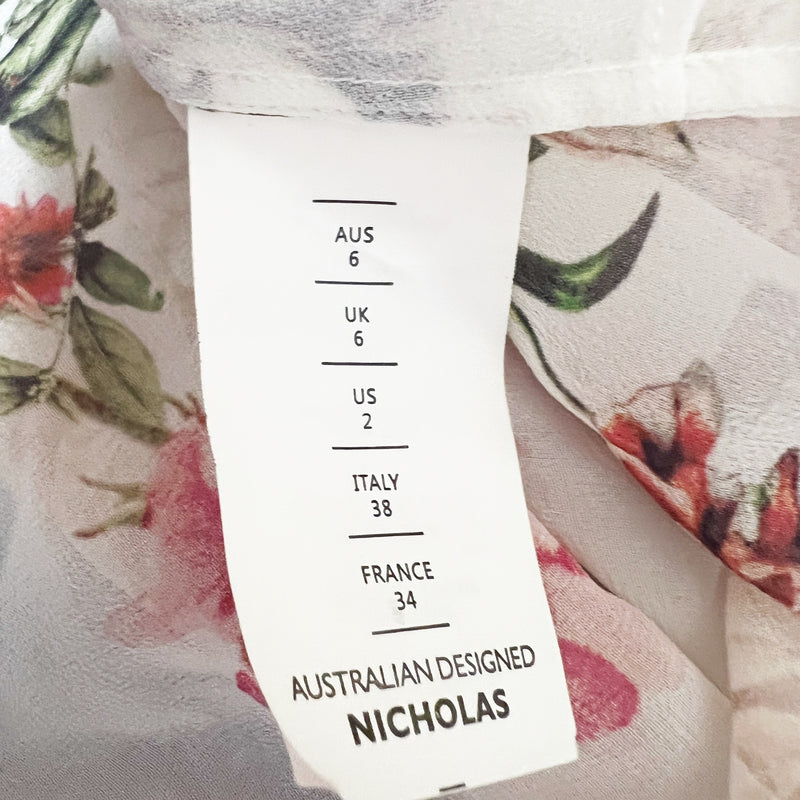 AUS
6
UK
6
US
2
ITALY
38
FRANCE
34
AUSTRALIAN DESIGNED
NICHOLAS